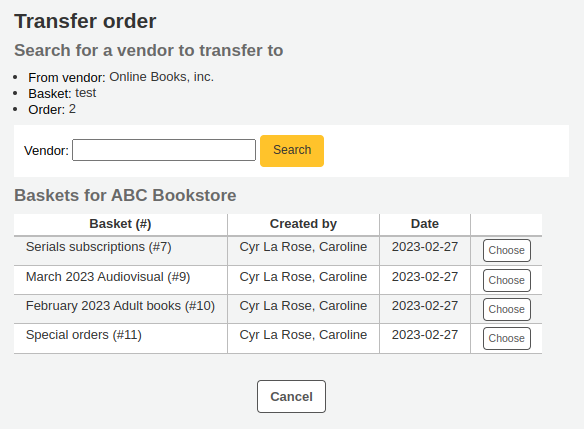 Transfer order
Search for a vendor to transfer to
From vendor: Online Books, inc.
Basket: test
Order: 2
Vendor: Search
Baskets for ABC Bookstore
Basket (#) Created by Date
Serials subscriptions (#7) Cyr La Rose, Caroline 2023-02-27 Choose
March 2023 Audiovisual (#9) Cyr La Rose, Caroline 2023-02-27 Choose
February 2023 Adult books (#10) Cyr La Rose, Caroline 2023-02-27 Choose
Special orders (#11) Cyr La Rose, Caroline 2023-02-27 Choose
Cancel